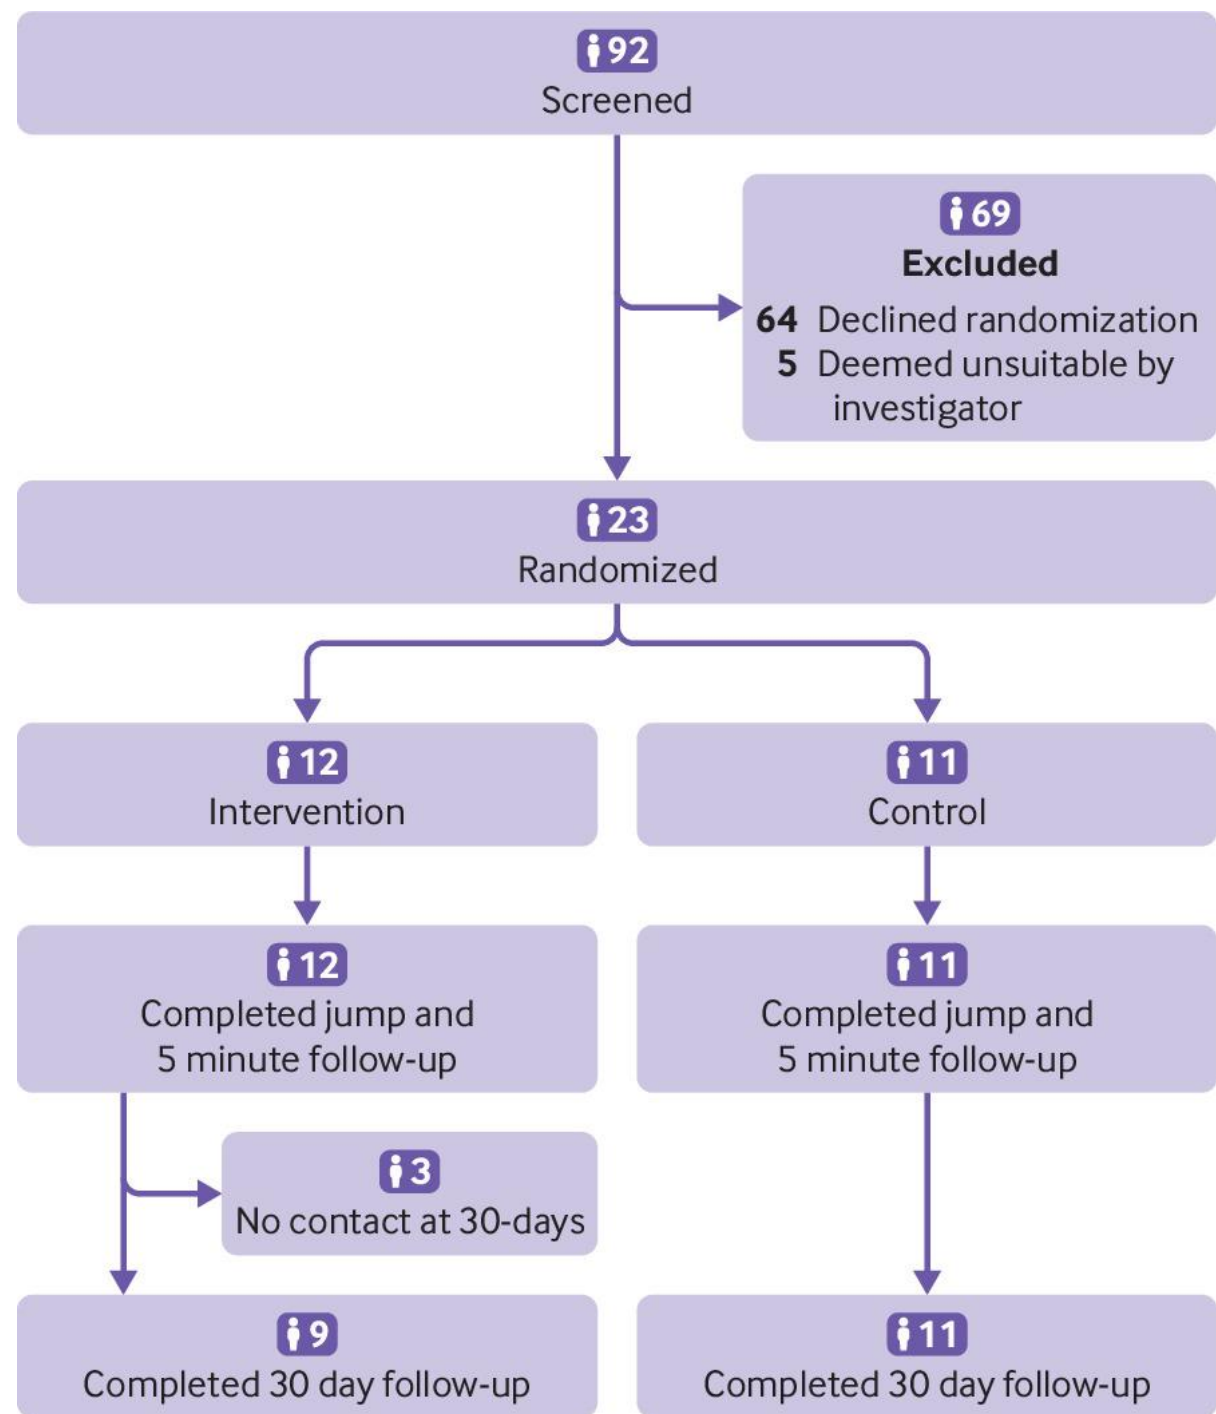 92
Screened
69
Excluded
64 Declined randomization
5 Deemed unsuitable by
investigator
23
Randomized
12
Intervention
11
Control
12
Completed jump and
5 minute follow-up
11
Completed jump and
5 minute follow-up
3
No contact at 30-days
9
Completed 30 day follow-up
11
Completed 30 day follow-up